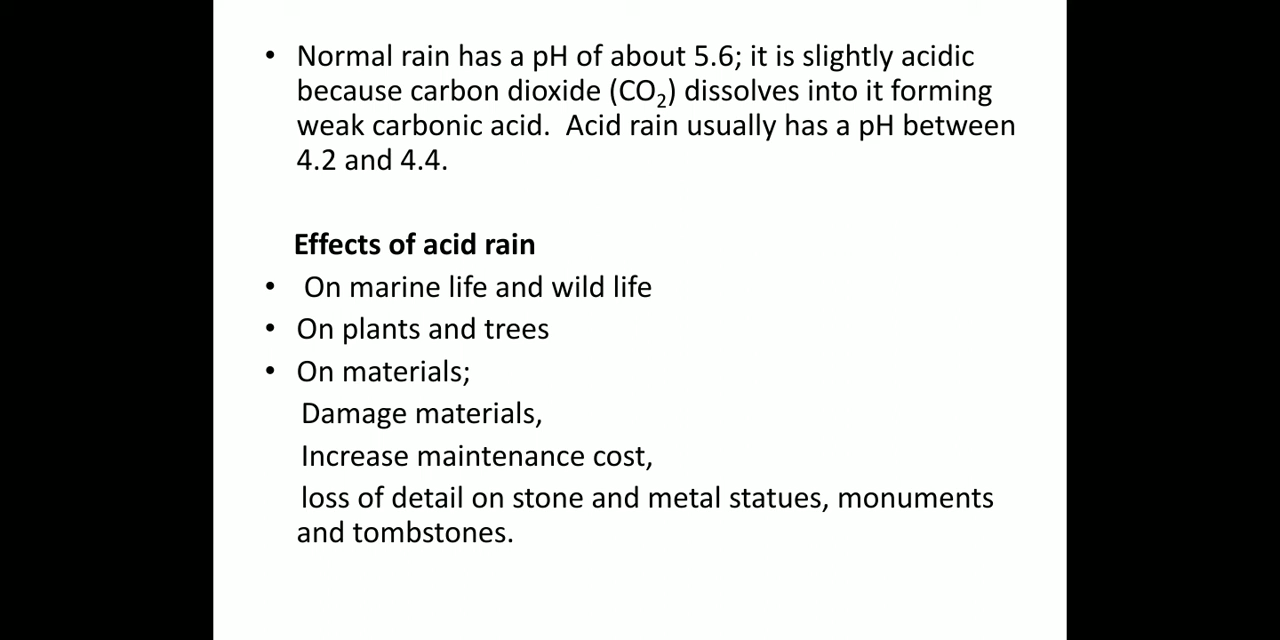 • Normal rain has a pH of about 5.6; it is slightly acidic
because carbon dioxide (CO₂) dissolves into it forming
weak carbonic acid.  Acid rain usually has a pH between
4.2 and 4.4.
Effects of acid rain
• On marine life and wild life
• On plants and trees
• On materials;
Damage materials,
Increase maintenance cost,
loss of detail on stone and metal statues, monuments
and tombstones.